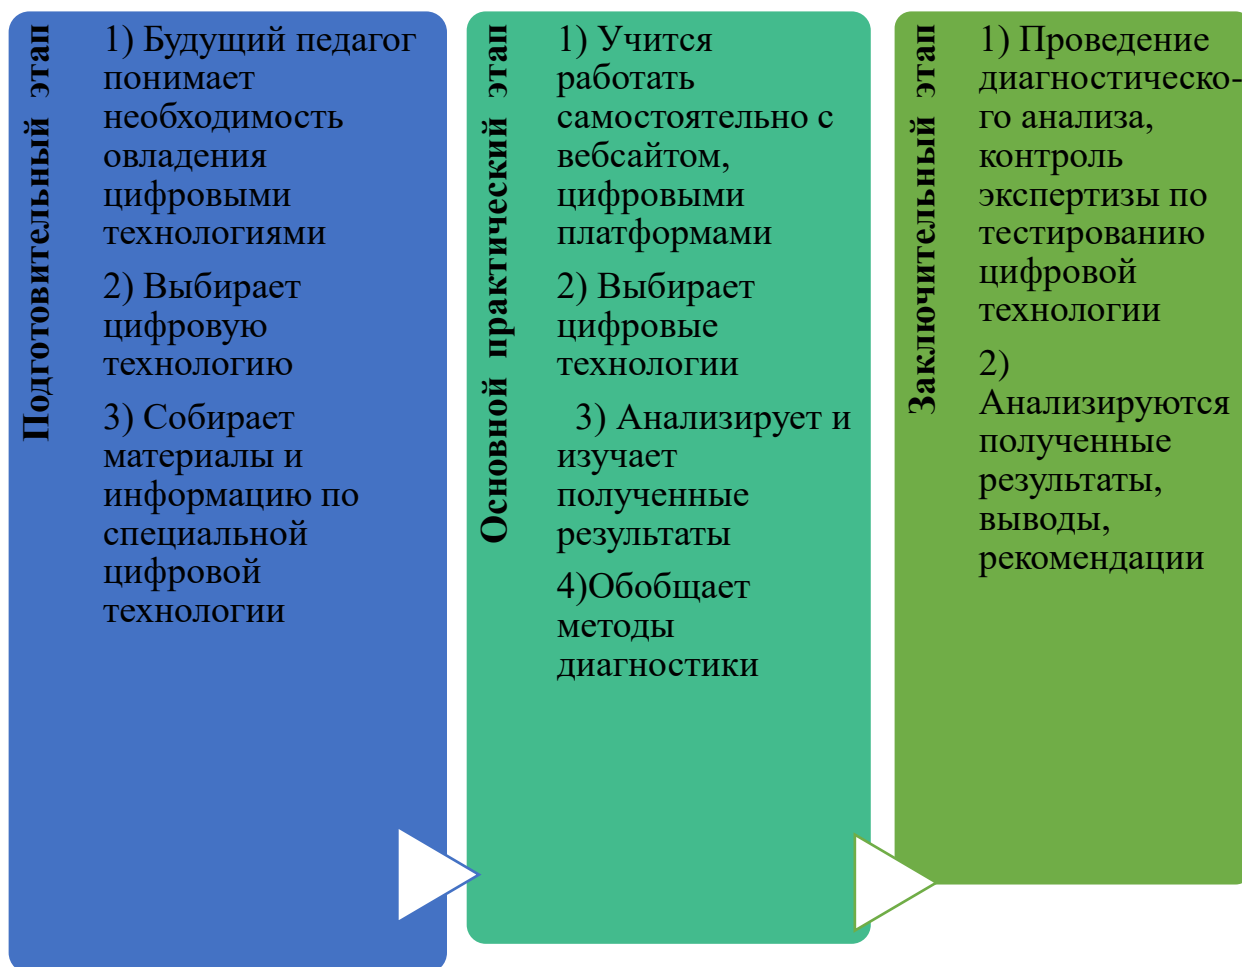 Подготовительный этап
1) Будущий педагог
понимает
необходимость
овладения
цифровыми
технологиями
2) Выбирает
цифровую
технологию
3) Собирает
материалы и
информацию по
специальной
цифровой
технологии
Основной практический этап
1) Учится
работать
самостоятельно с
вебсайтом,
цифровыми
платформами
2) Выбирает
цифровые
технологии
3) Анализирует и
изучает
полученные
результаты
4)Обобщает
методы
диагностики
Заключительный этап
1) Проведение
диагностическо-
го анализа,
контроль
экспертизы по
тестированию
цифровой
технологии
2)
Анализируются
полученные
результаты,
выводы,
рекомендации